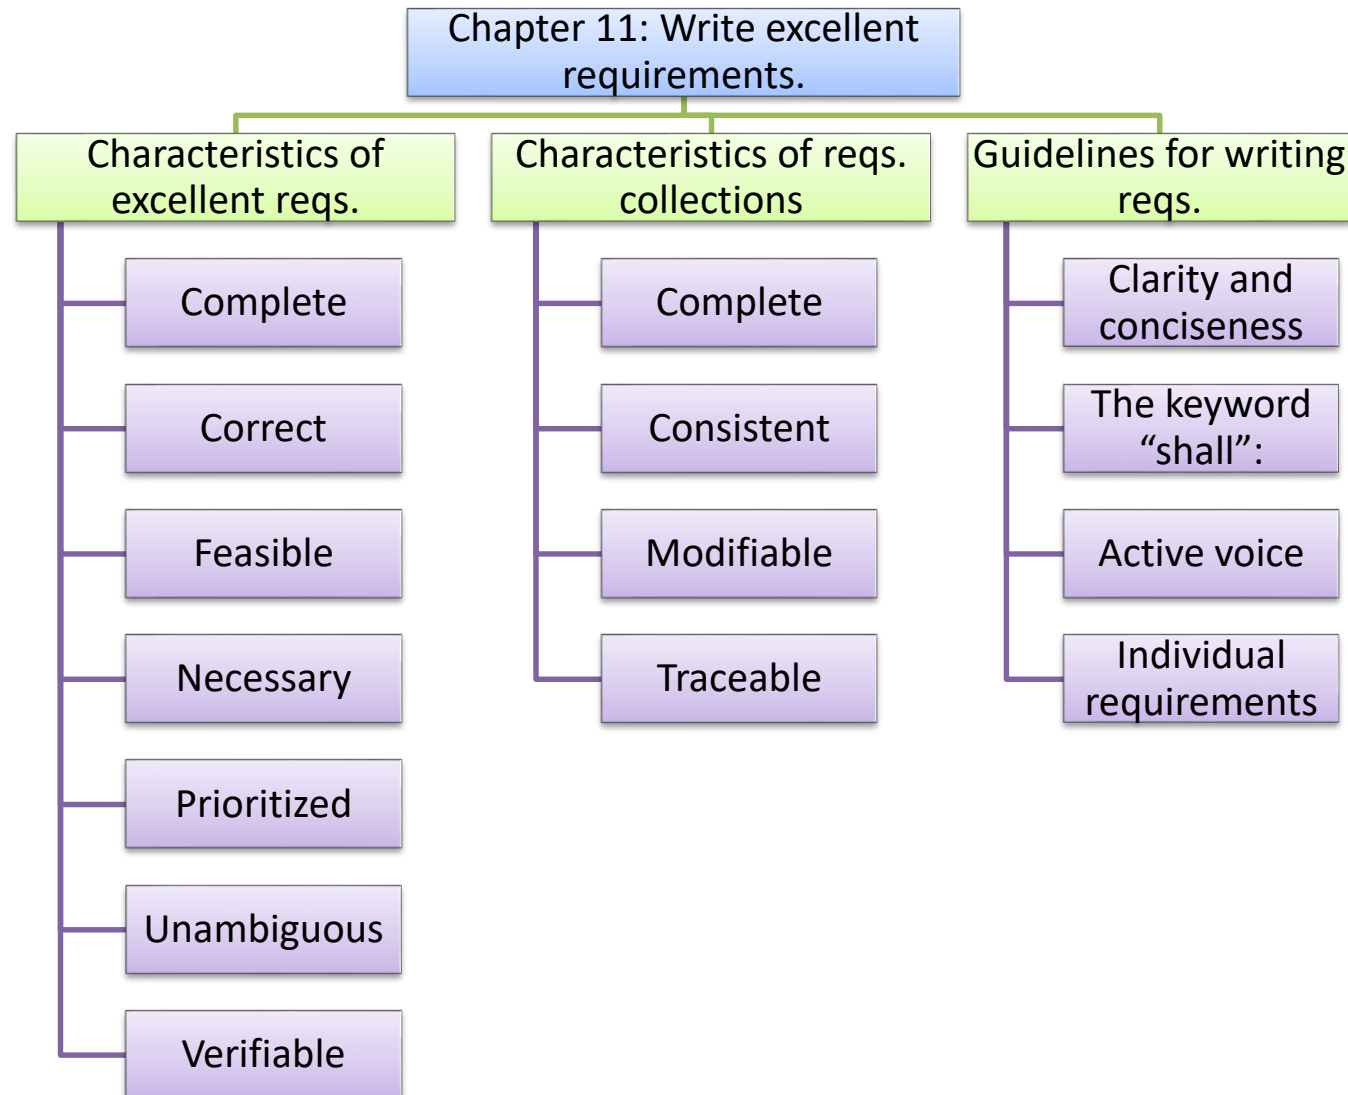 Chapter 11: Write excellent
requirements.
Characteristics of
excellent reqs.
Complete
Correct
Feasible
Necessary
Prioritized
Unambiguous
Verifiable
Characteristics of reqs.
collections
Complete
Consistent
Modifiable
Traceable
Guidelines for writing
reqs.
Clarity and
conciseness
The keyword
“shall”:
Active voice
Individual
requirements